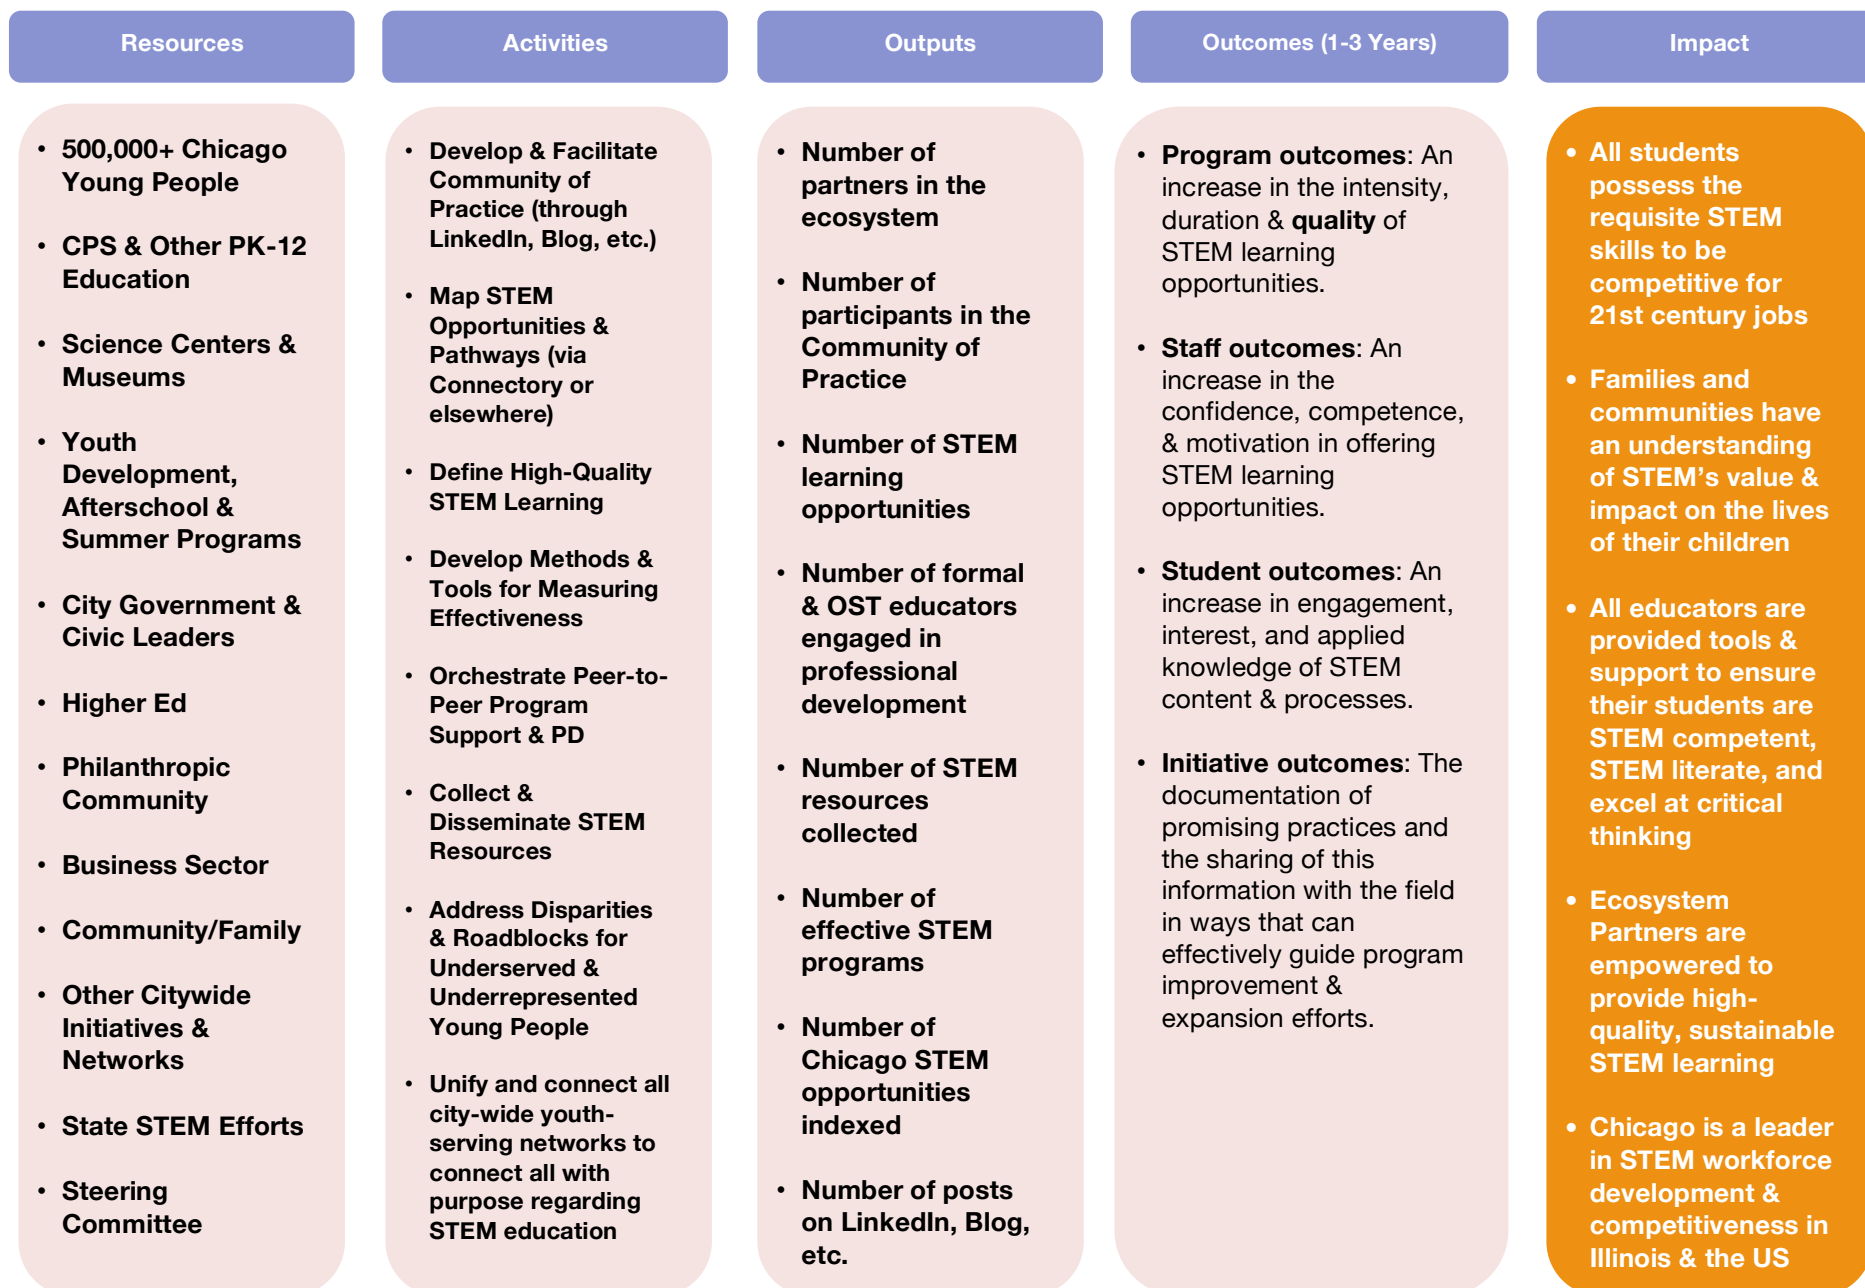 Resources
Activities
Outputs
Outcomes (1-3 Years)
Impact
• 500,000+ Chicago
Young People
• CPS & Other PK-12
Education
• Science Centers &
Museums
• Youth
Development,
Afterschool &
Summer Programs
• City Government &
Civic Leaders
• Higher Ed
• Philanthropic
Community
• Business Sector
• Community/Family
• Other Citywide
Initiatives &
Networks
• State STEM Efforts
• Steering
Committee
• Develop & Facilitate
Community of
Practice (through
LinkedIn, Blog, etc.)
• Map STEM
Opportunities &
Pathways (via
Connectory or
elsewhere)
• Define High-Quality
STEM Learning
• Develop Methods &
Tools for Measuring
Effectiveness
• Orchestrate Peer-to-
Peer Program
Support & PD
• Collect &
Disseminate STEM
Resources
• Address Disparities
& Roadblocks for
Underserved &
Underrepresented
Young People
• Unify and connect all
city-wide youth-
serving networks to
connect all with
purpose regarding
STEM education
• Number of
partners in the
ecosystem
• Number of
participants in the
Community of
Practice
• Number of STEM
learning
opportunities
• Number of formal
& OST educators
engaged in
professional
development
• Number of STEM
resources
collected
• Number of
effective STEM
programs
• Number of
Chicago STEM
opportunities
indexed
• Number of posts
on LinkedIn, Blog,
etc.
• Program outcomes: An
increase in the intensity,
duration & quality of
STEM learning
opportunities.
• Staff outcomes: An
increase in the
confidence, competence,
& motivation in offering
STEM learning
opportunities.
• Student outcomes: An
increase in engagement,
interest, and applied
knowledge of STEM
content & processes.
• Initiative outcomes: The
documentation of
promising practices and
the sharing of this
information with the field
in ways that can
effectively guide program
improvement &
expansion efforts.
• All students
possess the
requisite STEM
skills to be
competitive for
21st century jobs
• Families and
communities have
an understanding
of STEM’s value &
impact on the lives
of their children
• All educators are
provided tools &
support to ensure
their students are
STEM competent,
STEM literate, and
excel at critical
thinking
• Ecosystem
Partners are
empowered to
provide high-
quality, sustainable
STEM learning
• Chicago is a leader
in STEM workforce
development &
competitiveness in
Illinois & the US